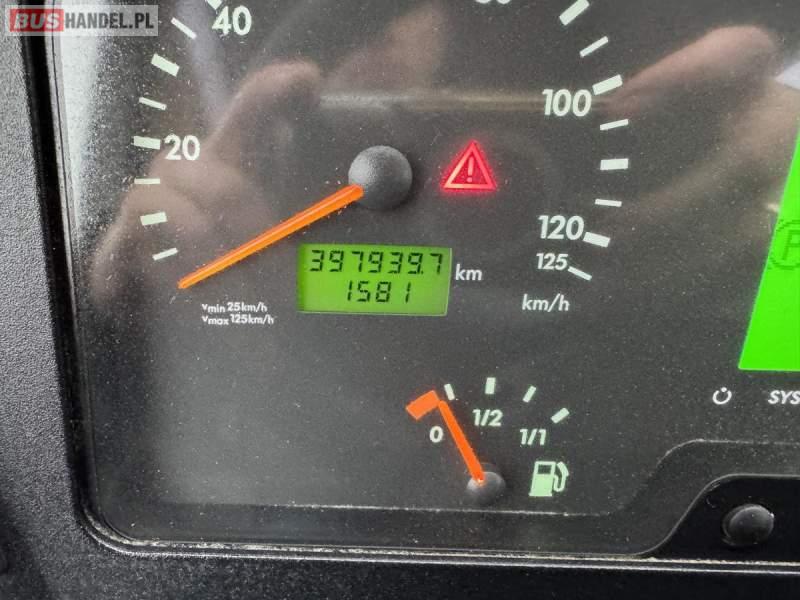 BUSHANDEL.PL
40
100
20
120
125
km/h
397939.7 km
1581
vmin 25km/h
vmax 125km/h
0
1/2
1/1
P
SYS